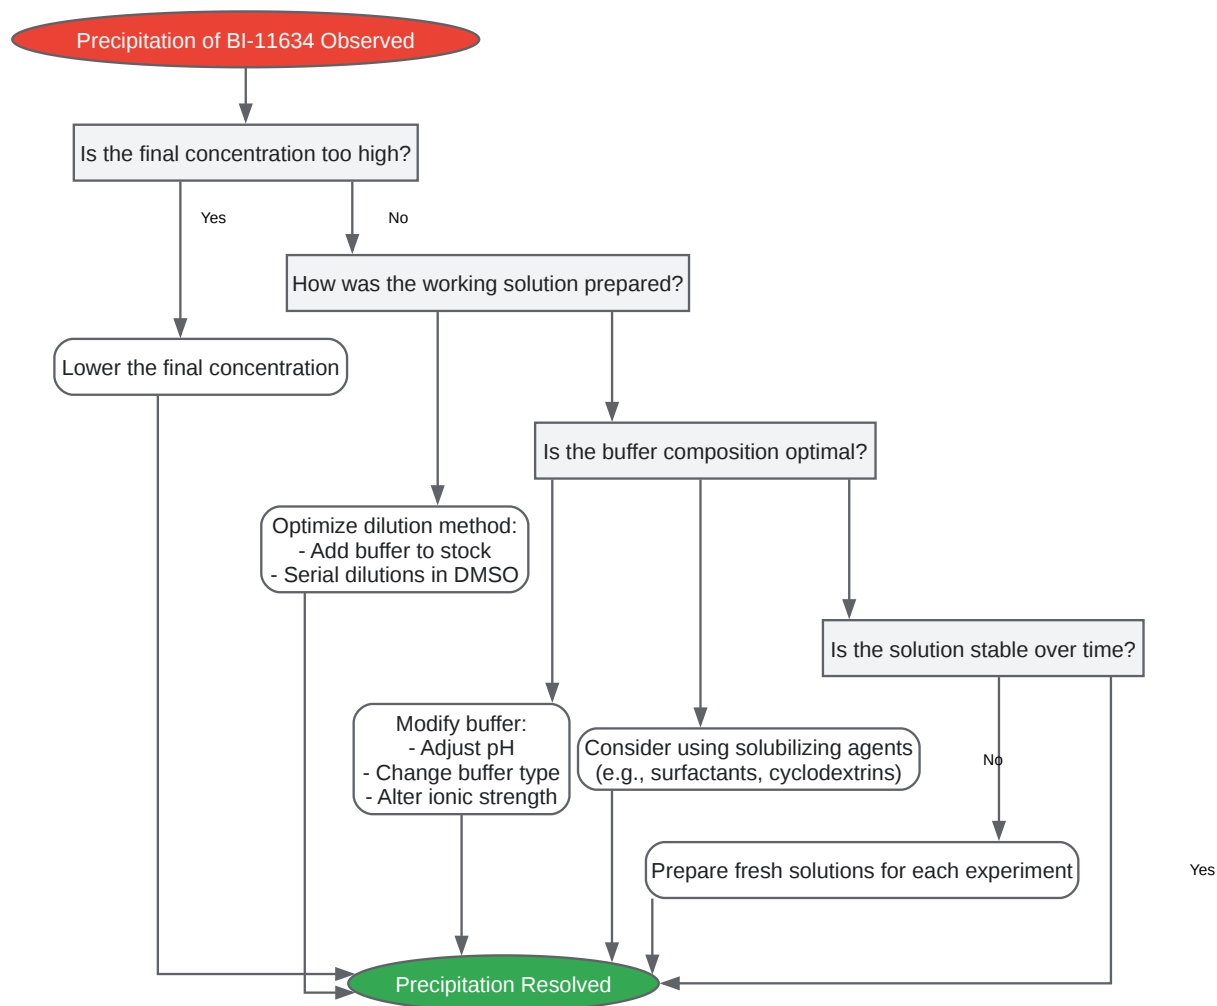 Precipitation of BI-11634 Observed
Is the final concentration too high?
Yes
No
How was the working solution prepared?
Lower the final concentration
Is the buffer composition optimal?
Optimize dilution method:
- Add buffer to stock
- Serial dilutions in DMSO
Is the solution stable over time?
Modify buffer:
- Adjust pH
- Change buffer type
- Alter ionic strength
Consider using solubilizing agents
(e.g., surfactants, cyclodextrins)
No
Prepare fresh solutions for each experiment
Yes
Precipitation Resolved